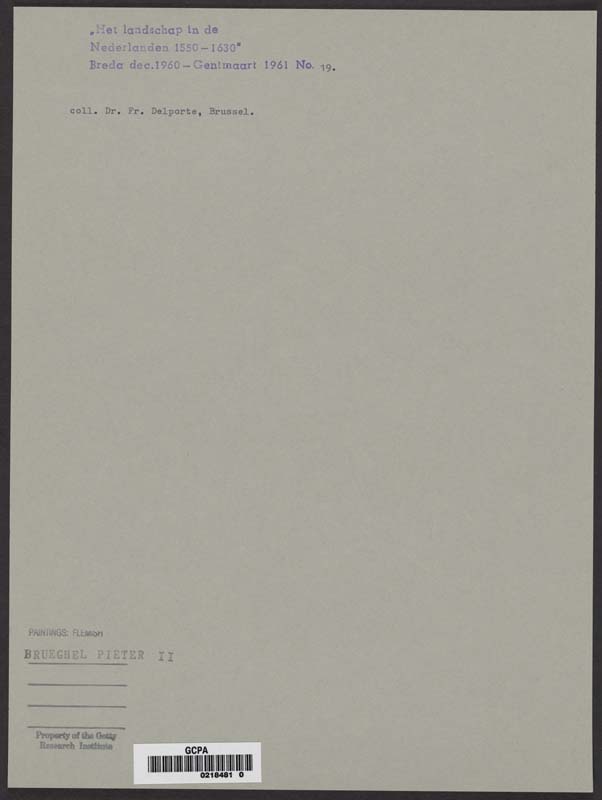 „Het landschap in de
Nederlanden 1550-1630"
Breda dec.1960-Gentmaart 1961 No. 19.
coll. Dr. Fr. Delporte, Brussel.
PAINTINGS: FLEMISH
BRUEGHEL PIETER II
Property of the Getty
Research Institute
GCPA
0218481 0